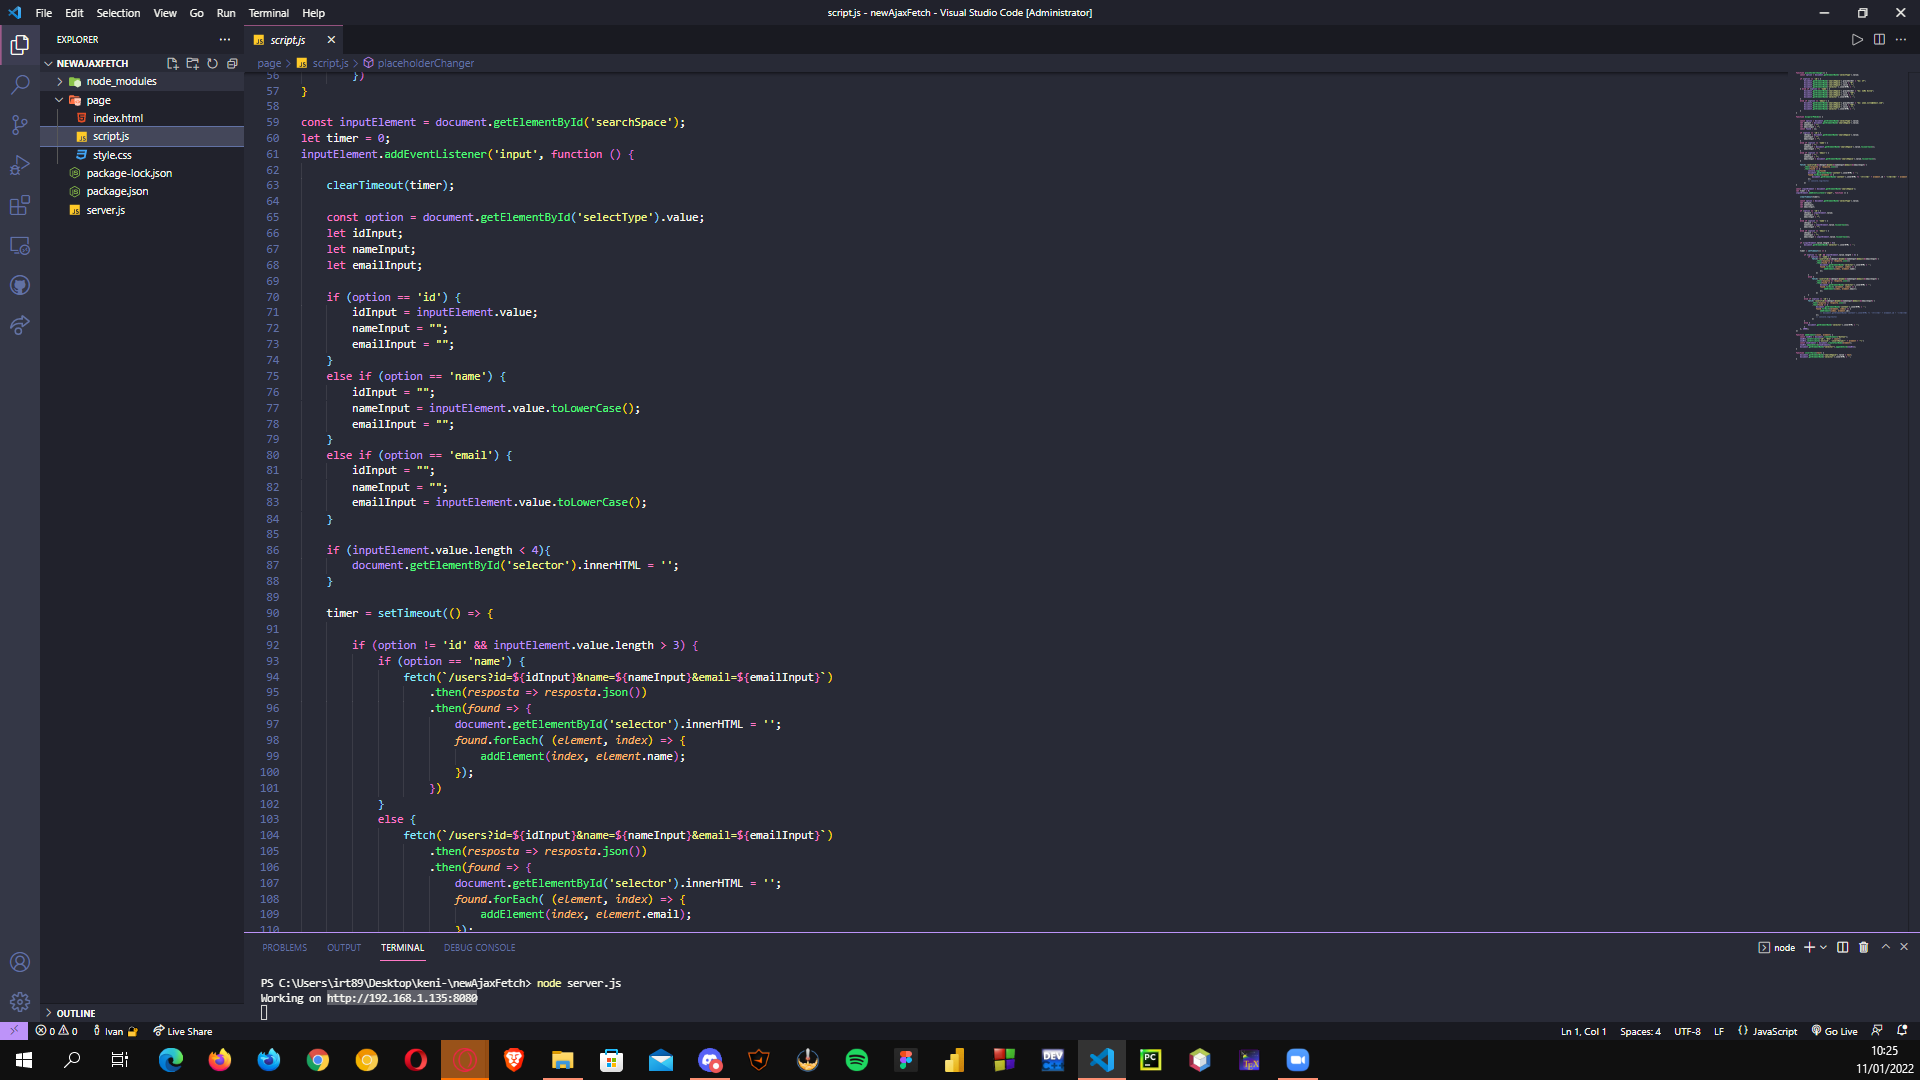 File Edit Selection View Go Run Terminal Help
script.js - newAjaxFetch - Visual Studio Code [Administrator]
EXPLORER
script.js
NEWAJAXFETCH
page > script.js > placeholderChanger
node_modules
page
index.html
script.js
style.css
package-lock.json
package.json
server.js
56 })
57 }
58
59 const inputElement = document.getElementById('searchSpace');
60 let timer = 0;
61 inputElement.addEventListener('input', function () {
62
63 clearTimeout(timer);
64
65 const option = document.getElementById('selectType').value;
66 let idInput;
67 let nameInput;
68 let emailInput;
69
70 if (option == 'id') {
71 idInput = inputElement.value;
72 nameInput = "";
73 emailInput = "";
74 }
75 else if (option == 'name') {
76 idInput = "";
77 nameInput = inputElement.value.toLowerCase();
78 emailInput = "";
79 }
80 else if (option == 'email') {
81 idInput = "";
82 nameInput = "";
83 emailInput = inputElement.value.toLowerCase();
84 }
85
86 if (inputElement.value.length < 4){
87 document.getElementById('selector').innerHTML = '';
88 }
89
90 timer = setTimeout(() => {
91
92 if (option != 'id' && inputElement.value.length > 3) {
93 if (option == 'name') {
94 fetch(`/users?id=${idInput}&name=${nameInput}&email=${emailInput}`)
95 .then(resposta => resposta.json())
96 .then(found => {
97 document.getElementById('selector').innerHTML = '';
98 found.forEach( (element, index) => {
99 addElement(index, element.name);
100 });
101 })
102 }
103 else {
104 fetch(`/users?id=${idInput}&name=${nameInput}&email=${emailInput}`)
105 .then(resposta => resposta.json())
106 .then(found => {
107 document.getElementById('selector').innerHTML = '';
108 found.forEach( (element, index) => {
109 addElement(index, element.email);
110 });
PROBLEMS OUTPUT TERMINAL DEBUG CONSOLE
node
PS C:\Users\irt89\Desktop\keni-\newAjaxFetch> node server.js
Working on http://192.168.1.135:8080
OUTLINE
0 0 Ivan Live Share
Ln 1, Col 1 Spaces: 4 UTF-8 LF {} JavaScript Go Live
10:25
11/01/2022